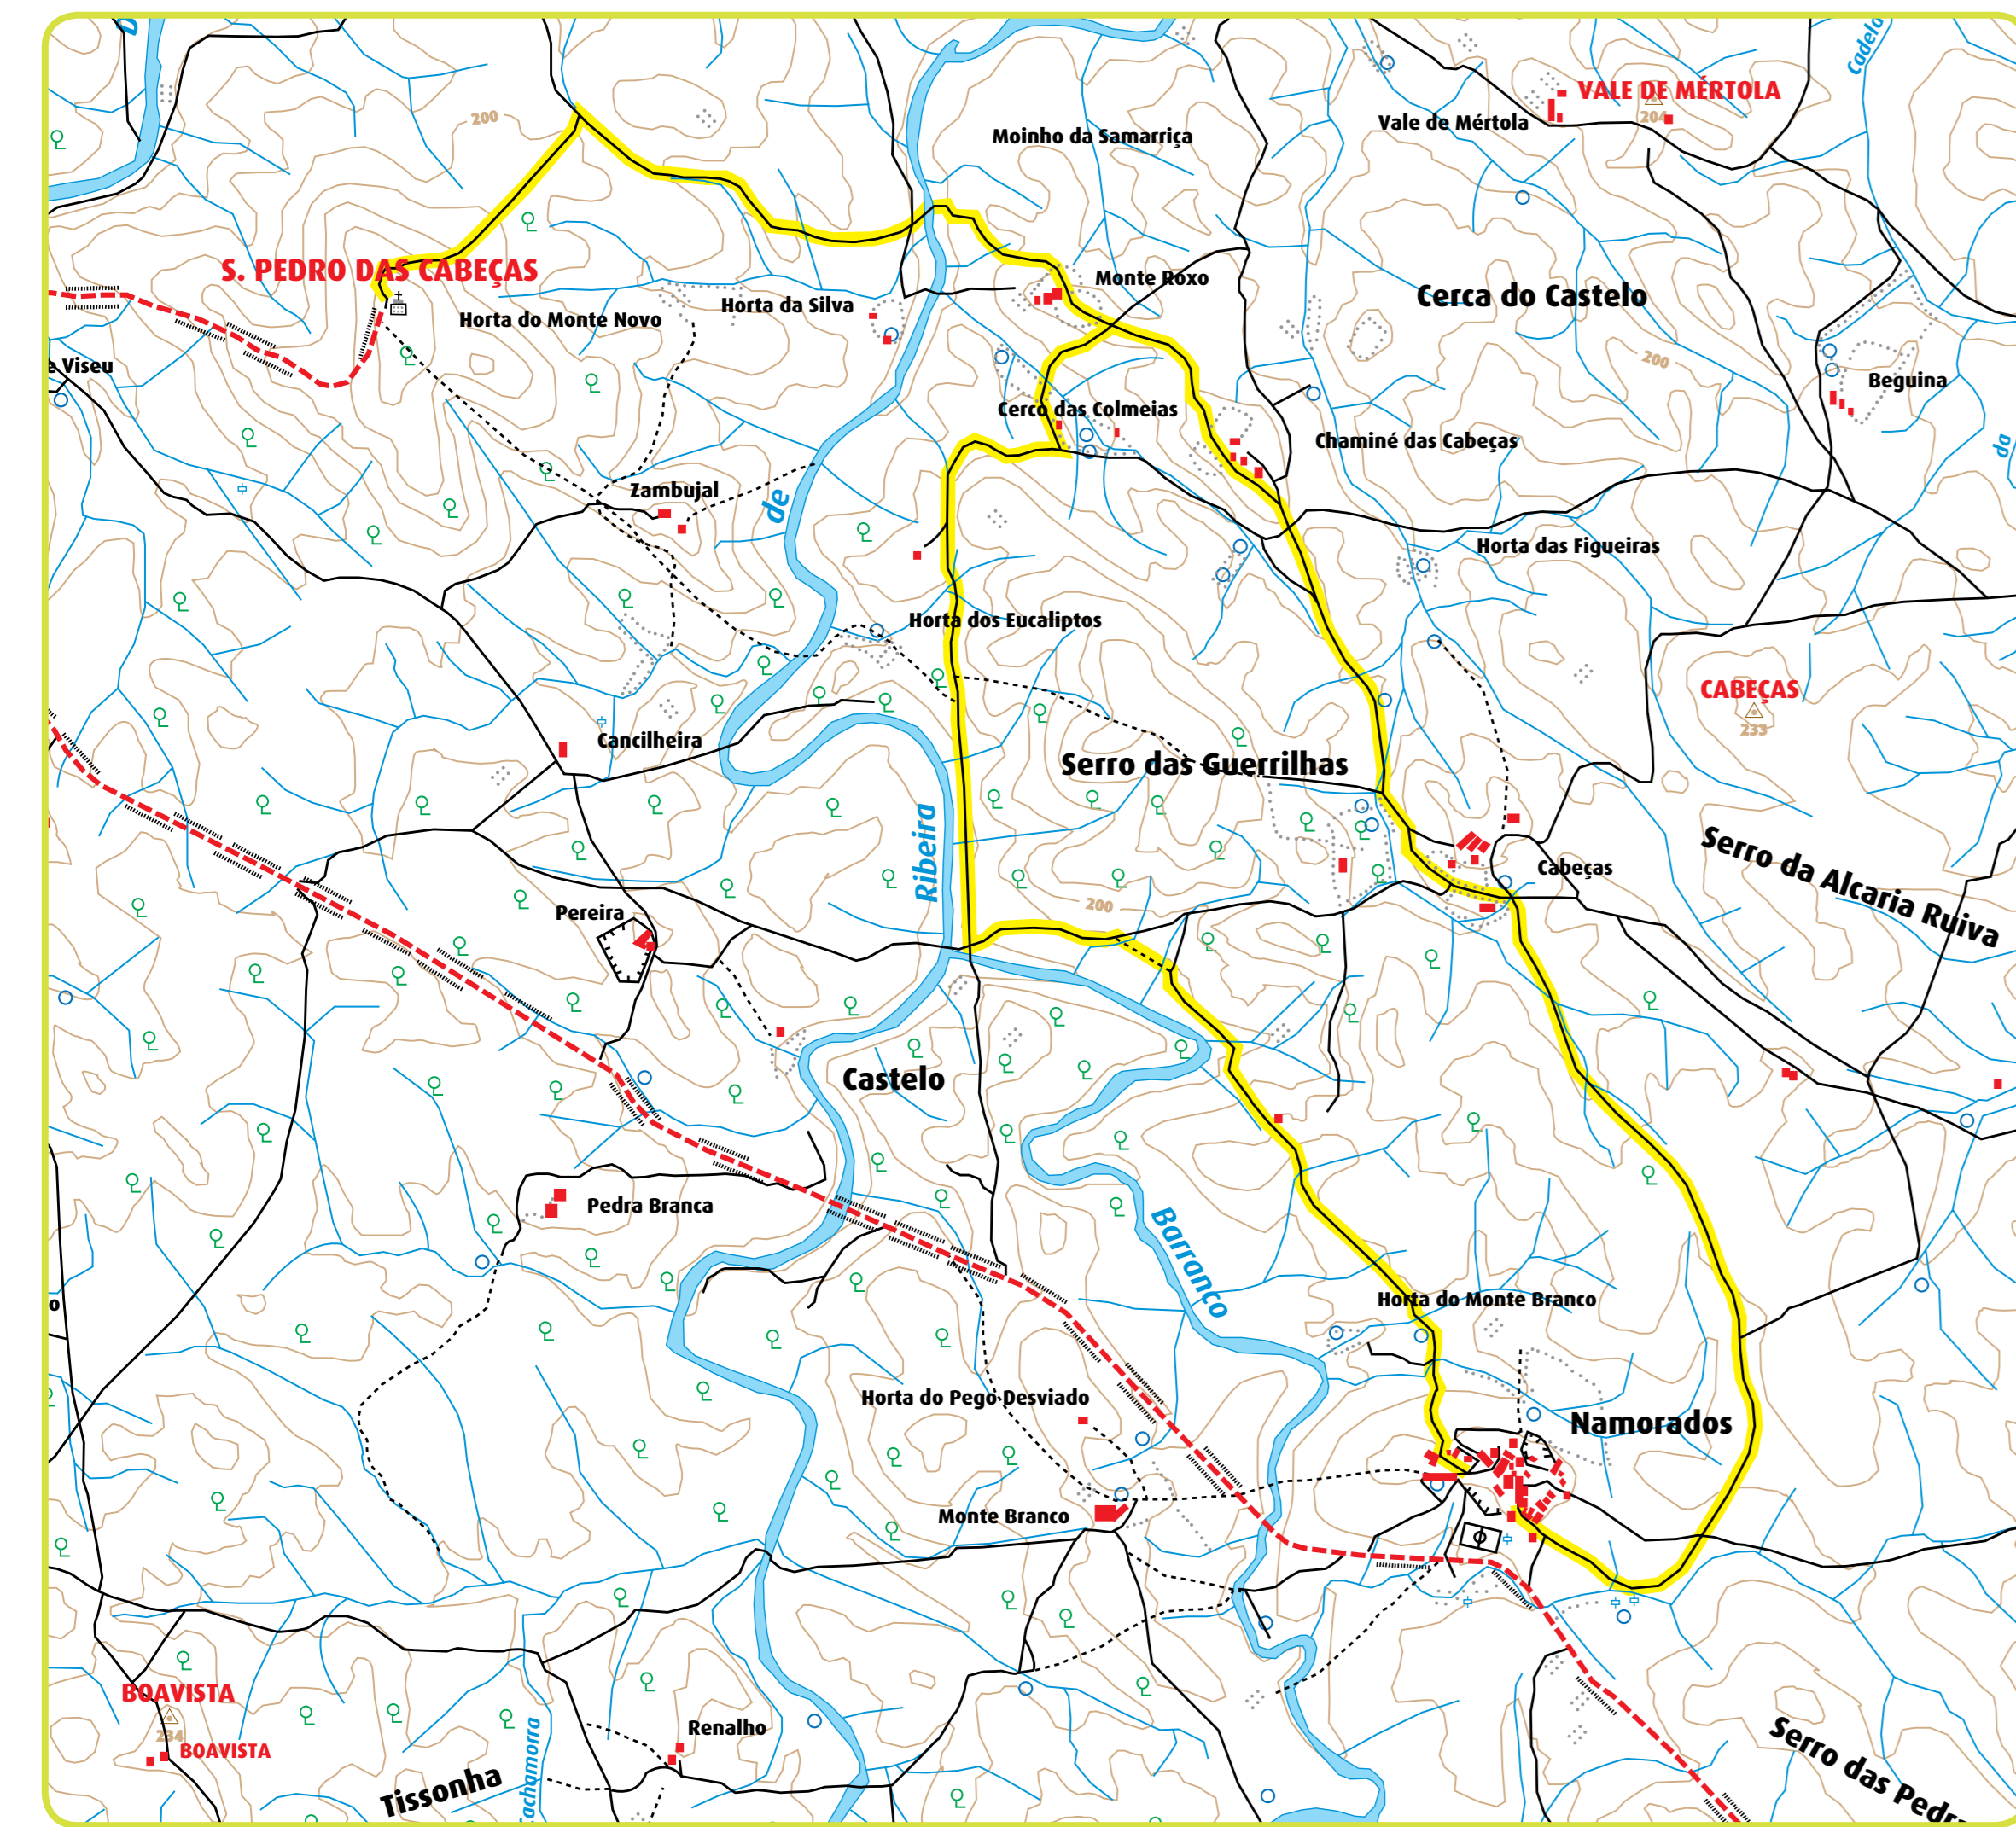 Cadela
VALE DE MÉRTOLA
204
Vale de Mértola
200
Moinho da Samarriça
S. PEDRO DAS CABEÇAS
Monte Roxo
Cerca do Castelo
Horta da Silva
Horta do Monte Novo
200
e Viseu
Beguina
Cerco das Colmeias
Chaminé das Cabeças
da
Zambujal
de
Horta das Figueiras
Horta dos Eucaliptos
CABEÇAS
233
Cancilheira
Serro das Guerrilhas
Ribeira
Serro da Alcaria Ruiva
Cabeças
200
Pereira
Castelo
Pedra Branca
Barranco
Horta do Monte Branco
o
Horta do Pego Desviado
Namorados
Monte Branco
BOAVISTA
234
BOAVISTA
Renalho
Tissonha
achamorra
Serro das Pedr